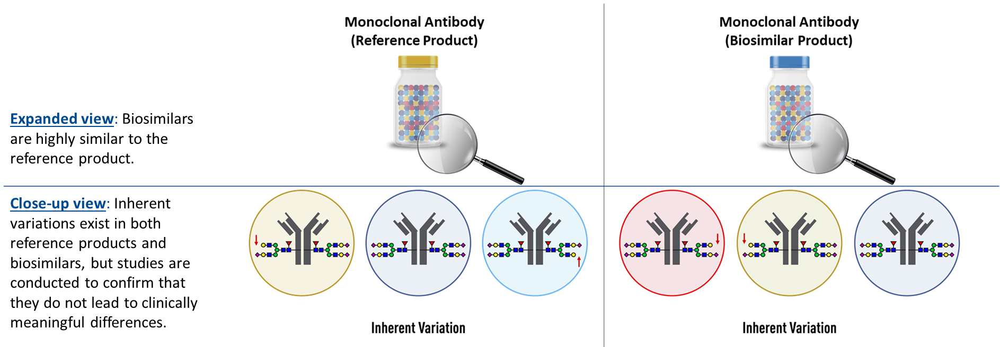 Monoclonal Antibody
(Reference Product)
Monoclonal Antibody
(Biosimilar Product)
Expanded view: Biosimilars
are highly similar to the
reference product.
Close-up view: Inherent
variations exist in both
reference products and
biosimilars, but studies are
conducted to confirm that
they do not lead to clinically
meaningful differences.
Inherent Variation
Inherent Variation